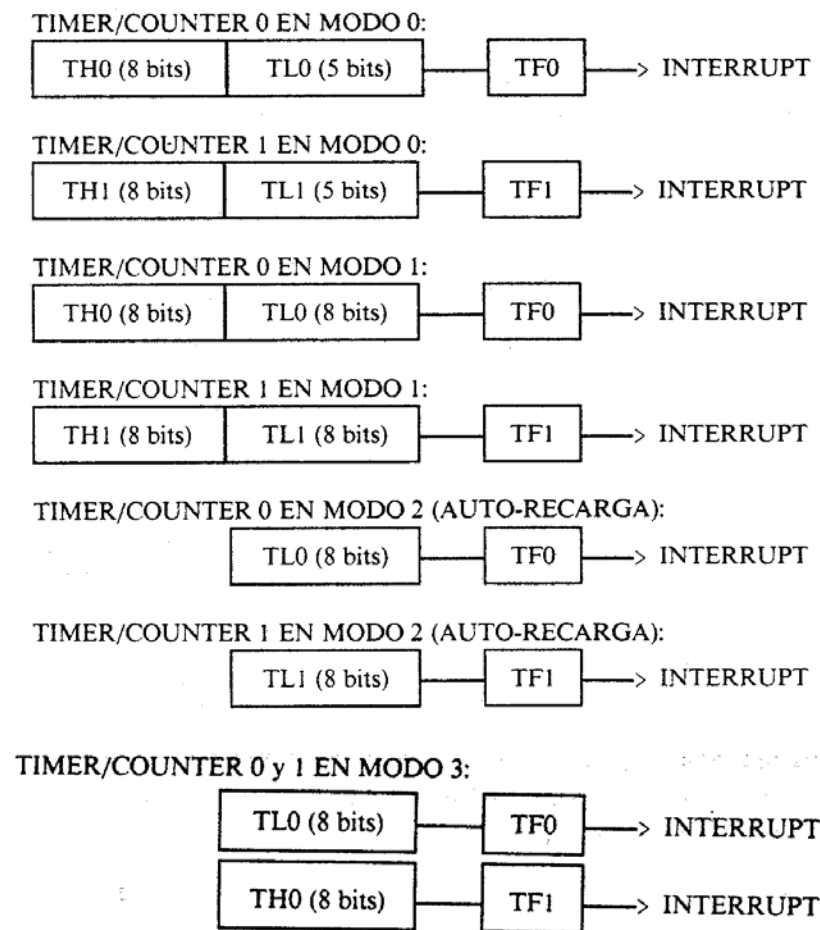 TIMER/COUNTER 0 EN MODO 0:
TH0 (8 bits) TL0 (5 bits) TF0 INTERRUPT
TIMER/COUNTER 1 EN MODO 0:
TH1 (8 bits) TL1 (5 bits) TF1 INTERRUPT
TIMER/COUNTER 0 EN MODO 1:
TH0 (8 bits) TL0 (8 bits) TF0 INTERRUPT
TIMER/COUNTER 1 EN MODO 1:
TH1 (8 bits) TL1 (8 bits) TF1 INTERRUPT
TIMER/COUNTER 0 EN MODO 2 (AUTO-RECARGA):
TL0 (8 bits) TF0 INTERRUPT
TIMER/COUNTER 1 EN MODO 2 (AUTO-RECARGA):
TL1 (8 bits) TF1 INTERRUPT
TIMER/COUNTER 0 y 1 EN MODO 3:
TL0 (8 bits) TF0 INTERRUPT
TH0 (8 bits) TF1 INTERRUPT